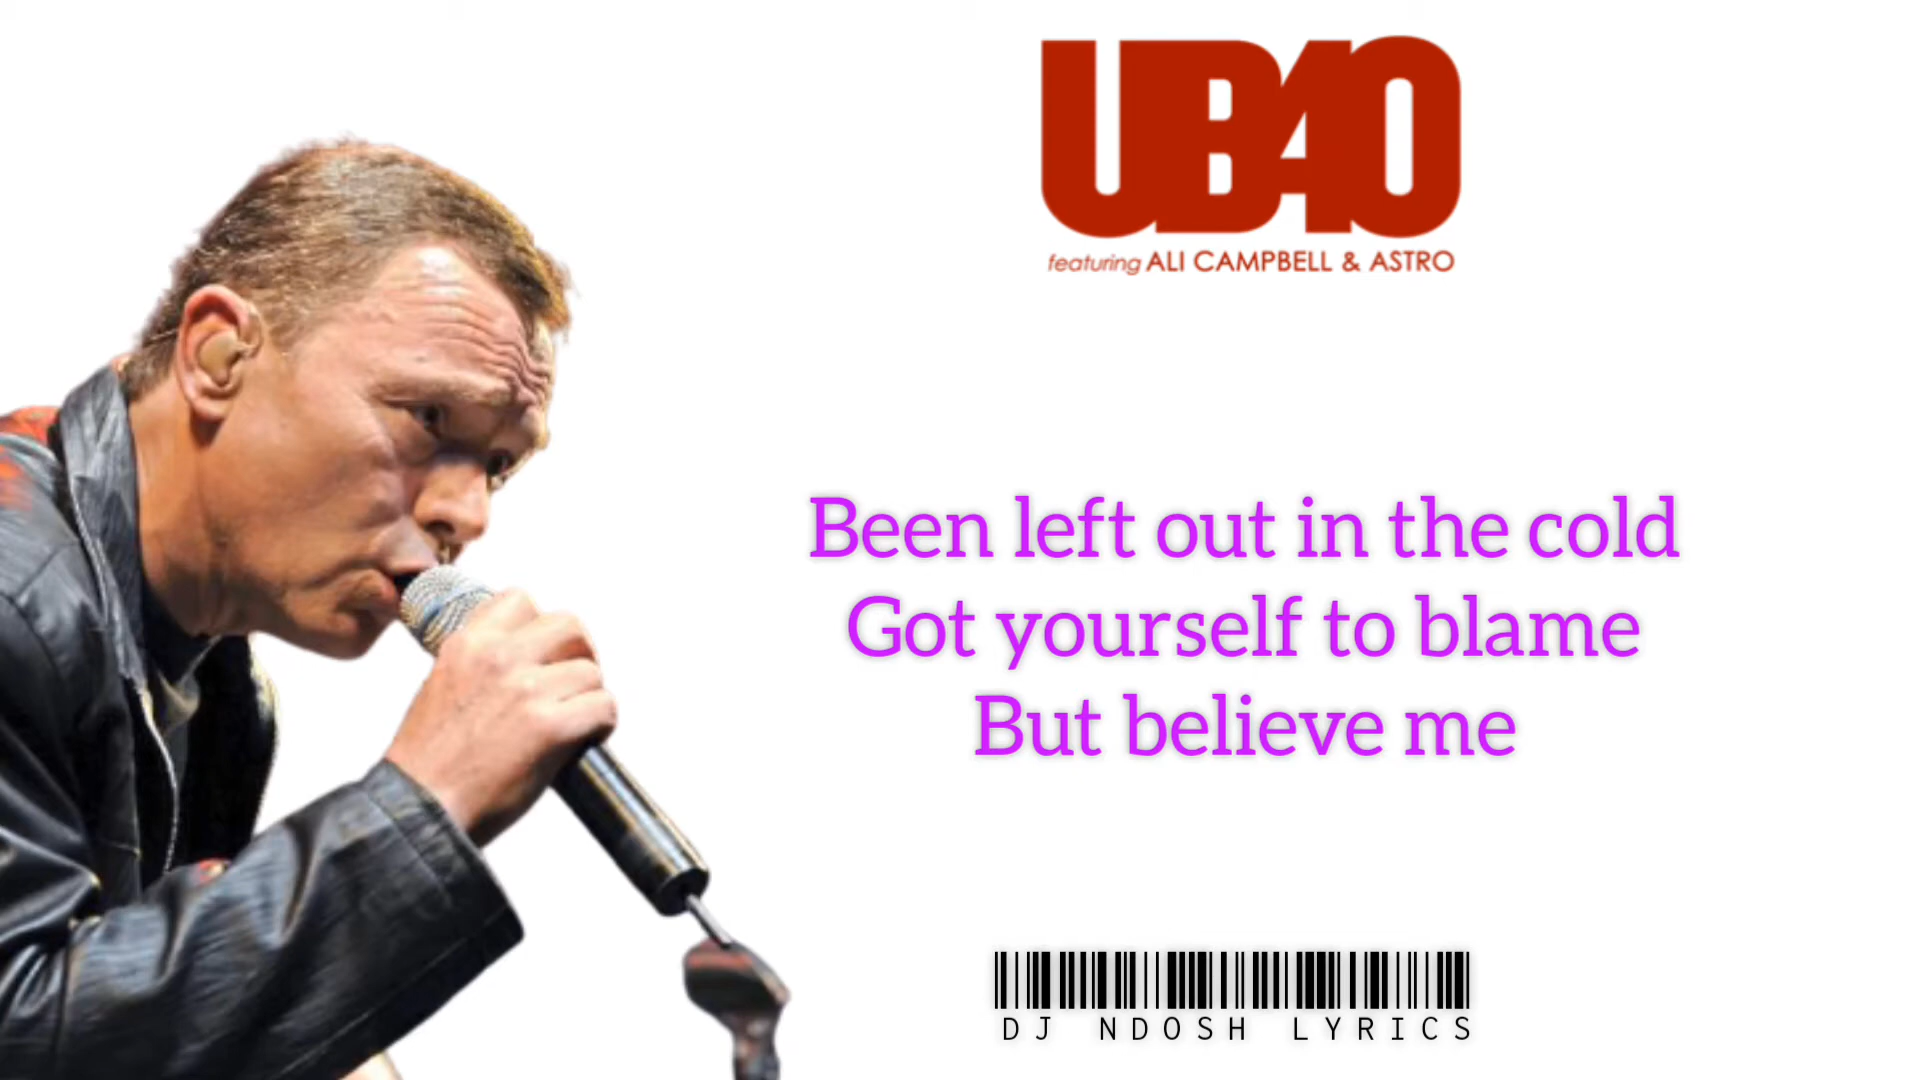 UB40
featuring ALI CAMPBELL & ASTRO
Been left out in the cold
Got yourself to blame
But believe me
DJ NDOSH LYRICS